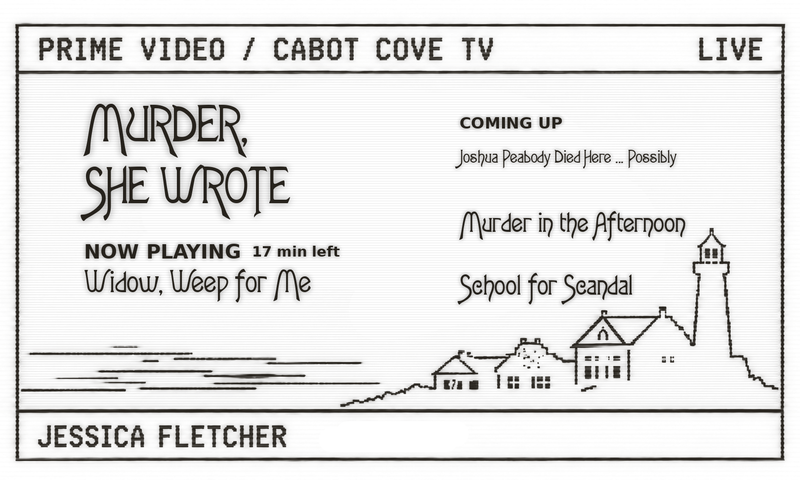 PRIME VIDEO / CABOT COVE TV LIVE
MURDER,
SHE WROTE
NOW PLAYING 17 min left
Widow, Weep for Me
COMING UP
Joshua Peabody Died Here ... Possibly
Murder in the Afternoon
School for Scandal
JESSICA FLETCHER